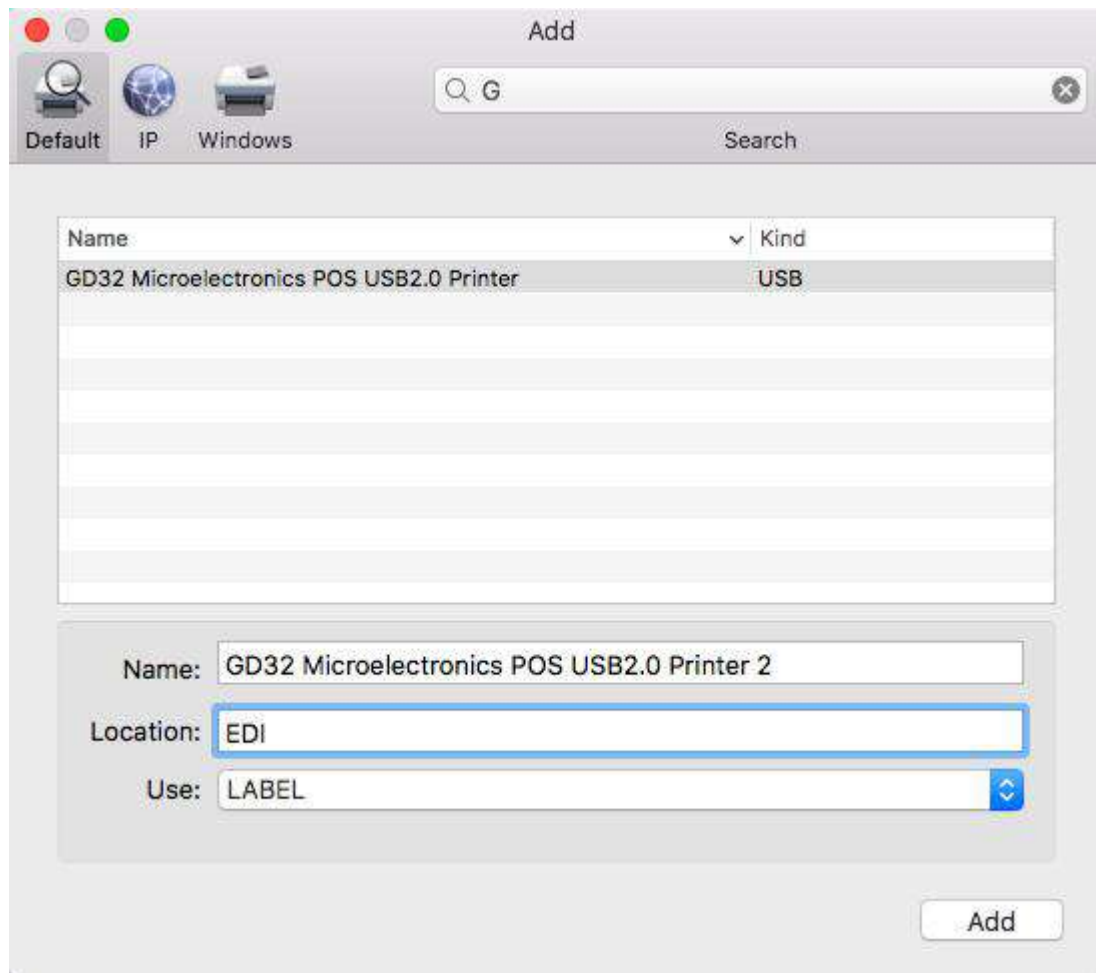 Add
G
Default IP Windows Search
Name Kind
GD32 Microelectronics POS USB2.0 Printer USB
Name: GD32 Microelectronics POS USB2.0 Printer 2
Location: EDI
Use: LABEL
Add